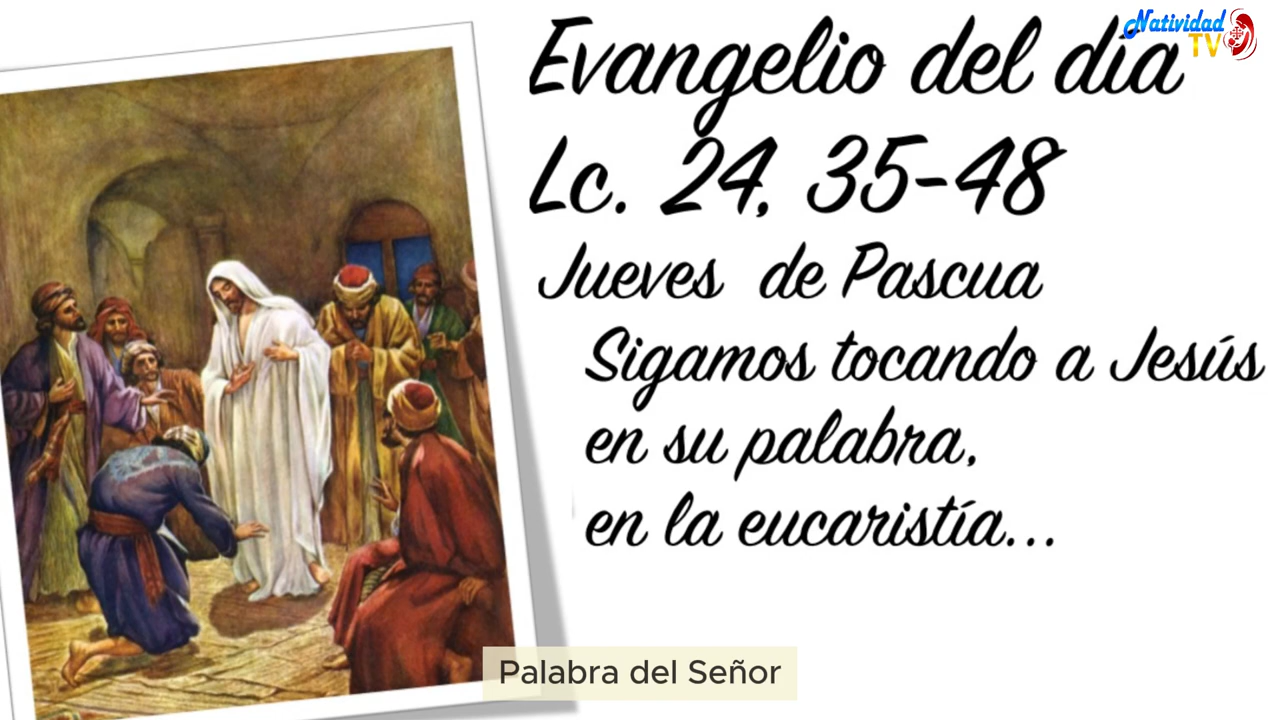 Natividad
TV
Evangelio del día
Lc. 24, 35-48
Jueves de Pascua
Sigamos tocando a Jesús
en su palabra,
en la eucaristía...
Palabra del Señor